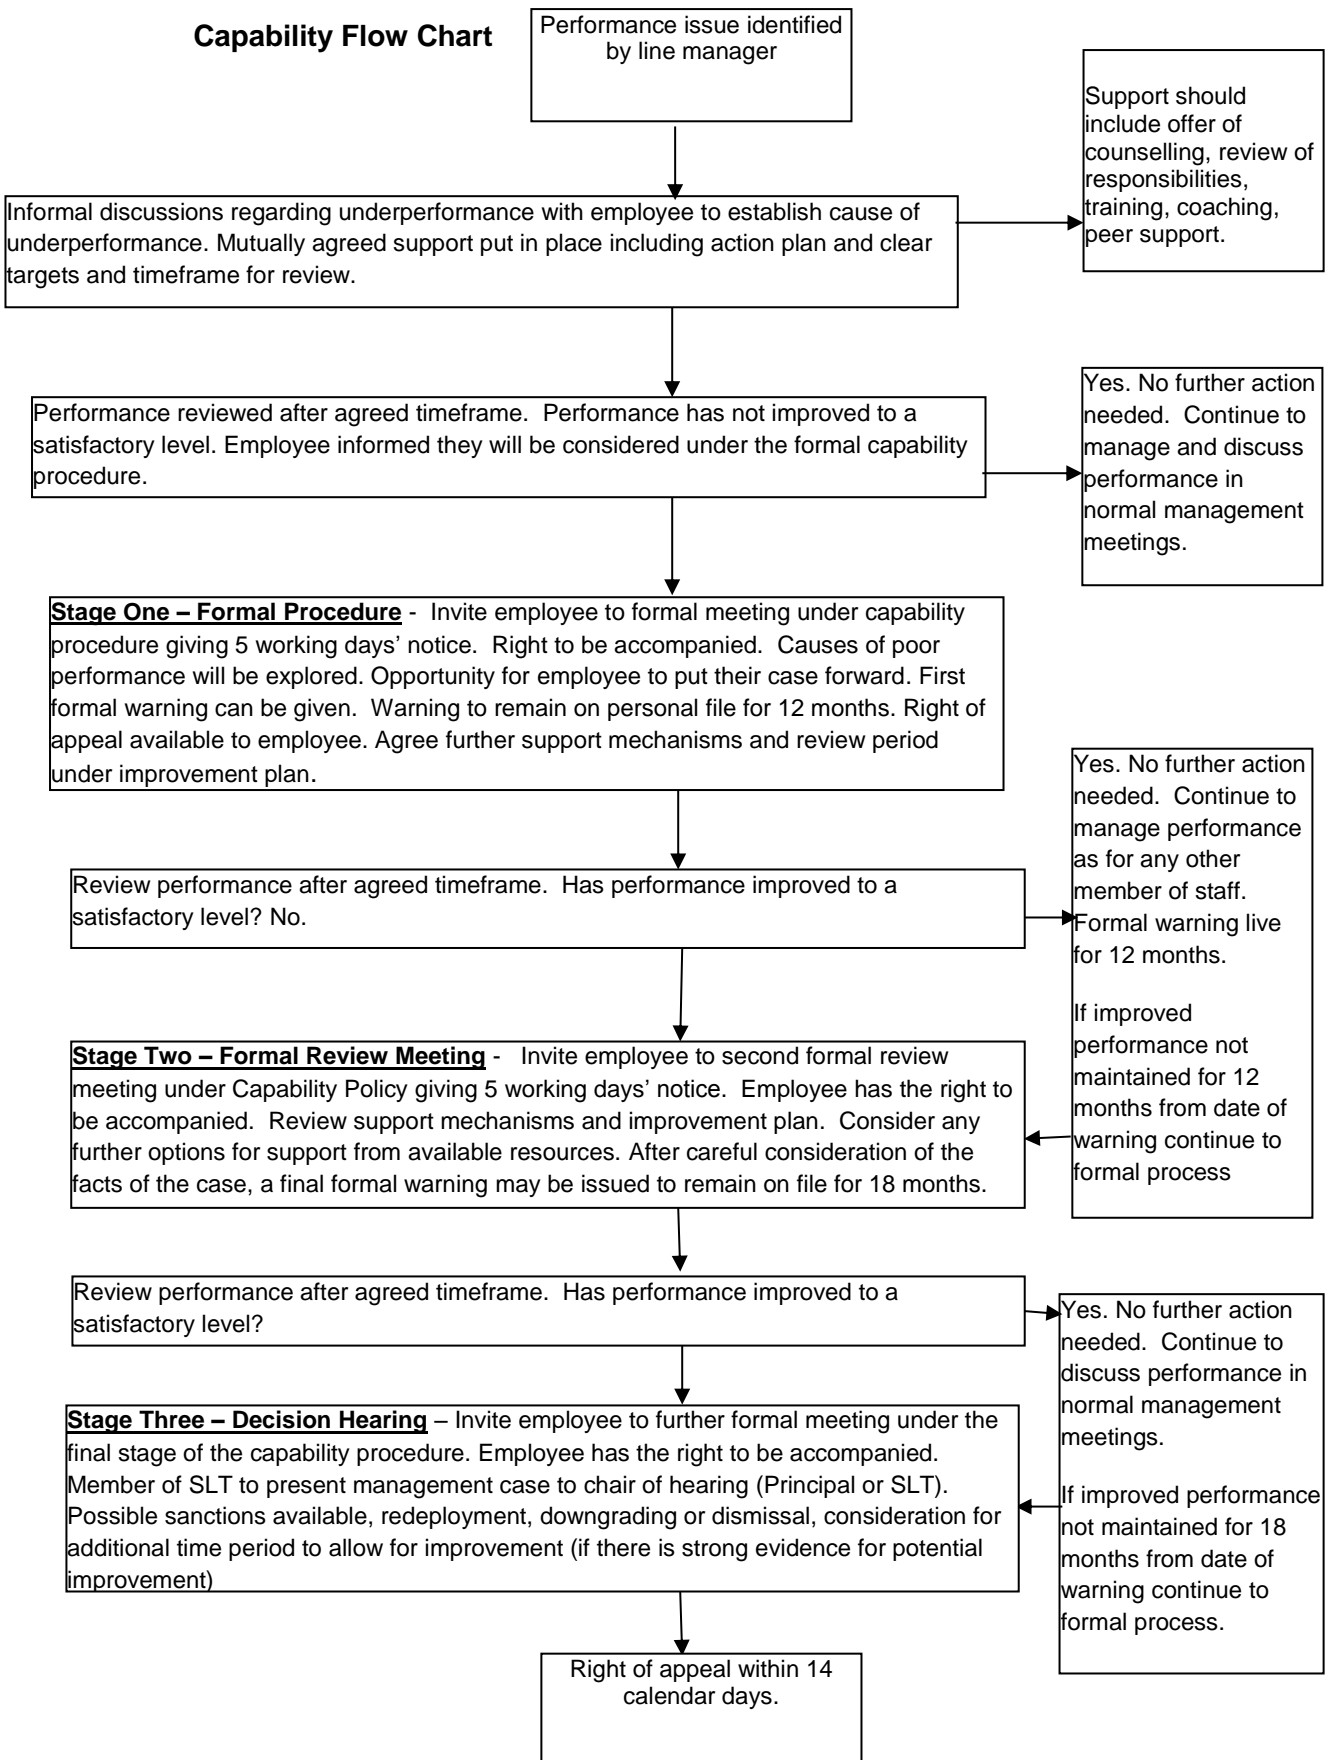 Capability Flow Chart
Performance issue identified
by line manager
Support should
include offer of
counselling, review of
responsibilities,
training, coaching,
peer support.
Informal discussions regarding underperformance with employee to establish cause of
underperformance. Mutually agreed support put in place including action plan and clear
targets and timeframe for review.
Performance reviewed after agreed timeframe.  Performance has not improved to a
satisfactory level. Employee informed they will be considered under the formal capability
procedure.
Yes. No further action
needed.  Continue to
manage and discuss
performance in
normal management
meetings.
Stage One – Formal Procedure -  Invite employee to formal meeting under capability
procedure giving 5 working days’ notice.  Right to be accompanied.  Causes of poor
performance will be explored. Opportunity for employee to put their case forward. First
formal warning can be given.  Warning to remain on personal file for 12 months. Right of
appeal available to employee. Agree further support mechanisms and review period
under improvement plan.
Review performance after agreed timeframe.  Has performance improved to a
satisfactory level? No.
Yes. No further action
needed.  Continue to
manage performance
as for any other
member of staff.
Formal warning live
for 12 months.
If improved
performance not
maintained for 12
months from date of
warning continue to
formal process
Stage Two – Formal Review Meeting -   Invite employee to second formal review
meeting under Capability Policy giving 5 working days’ notice.  Employee has the right to
be accompanied.  Review support mechanisms and improvement plan.  Consider any
further options for support from available resources. After careful consideration of the
facts of the case, a final formal warning may be issued to remain on file for 18 months.
Review performance after agreed timeframe.  Has performance improved to a
satisfactory level?
Yes. No further action
needed.  Continue to
discuss performance in
normal management
meetings.
If improved performance
not maintained for 18
months from date of
warning continue to
formal process.
Stage Three – Decision Hearing – Invite employee to further formal meeting under the
final stage of the capability procedure. Employee has the right to be accompanied.
Member of SLT to present management case to chair of hearing (Principal or SLT).
Possible sanctions available, redeployment, downgrading or dismissal, consideration for
additional time period to allow for improvement (if there is strong evidence for potential
improvement)
Right of appeal within 14
calendar days.